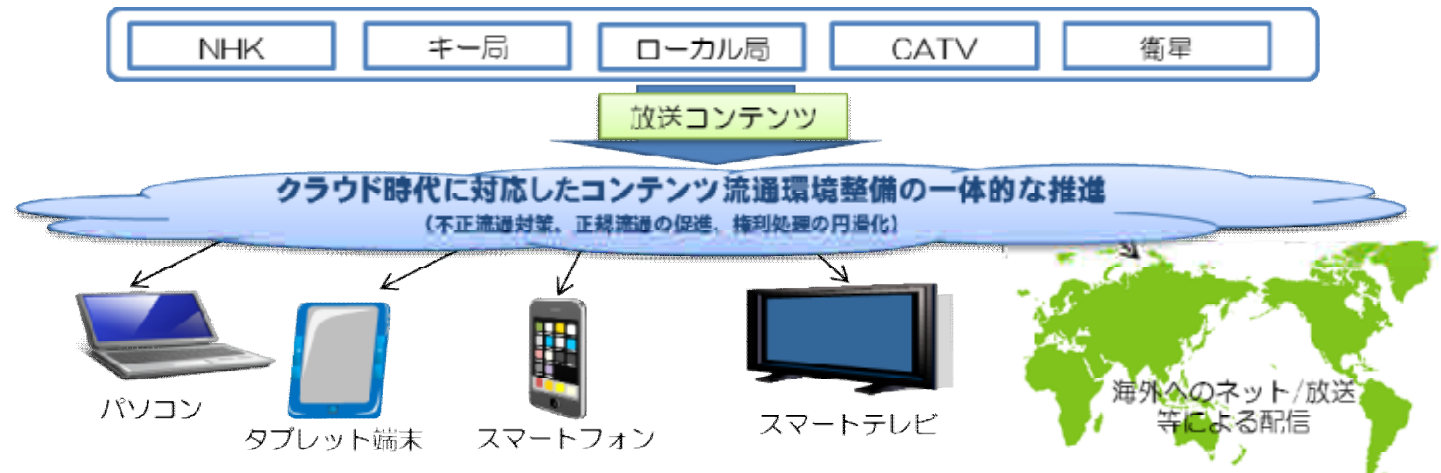 NHK
キー局
ローカル局
CATV
衛星
放送コンテンツ
クラウド時代に対応したコンテンツ流通環境整備の一体的な推進
(不正流通対策、正規流通の促進、権利処理の円滑化)
パソコン
タブレット端末
スマートフォン
スマートテレビ
海外へのネット/放送
等による配信